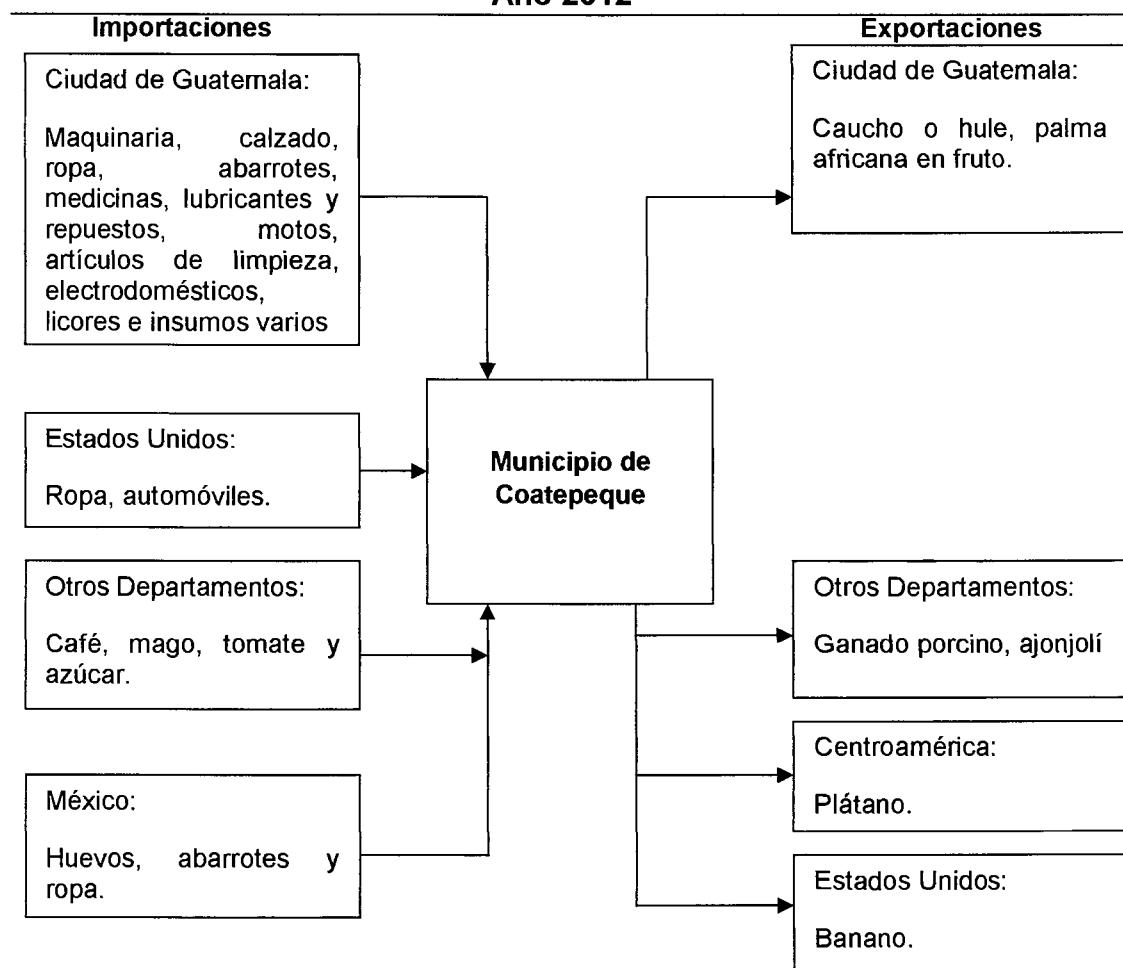 Año 2012
Importaciones
Exportaciones
Ciudad de Guatemala:
Maquinaria, calzado,
ropa, abarrotes,
medicinas, lubricantes y
repuestos, motos,
artículos de limpieza,
electrodomésticos,
licores e insumos varios
Estados Unidos:
Ropa, automóviles.
Otros Departamentos:
Café, mago, tomate y
azúcar.
México:
Huevos, abarrotes y
ropa.
Municipio de
Coatepeque
Ciudad de Guatemala:
Caucho o hule, palma
africana en fruto.
Otros Departamentos:
Ganado porcino, ajonjolí
Centroamérica:
Plátano.
Estados Unidos:
Banano.